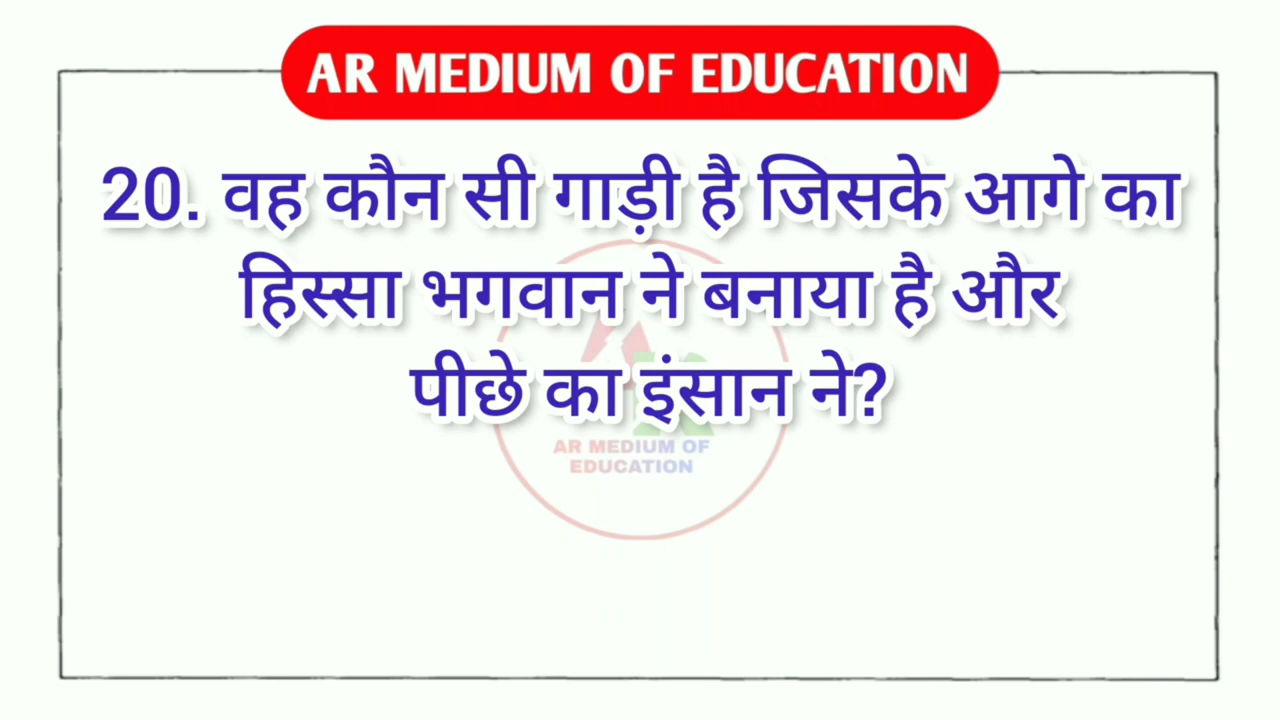 AR MEDIUM OF EDUCATION
20. वह कौन सी गाड़ी है जिसके आगे का
हिस्सा भगवान ने बनाया है और
पीछे का इंसान ने?
AR MEDIUM OF
EDUCATION